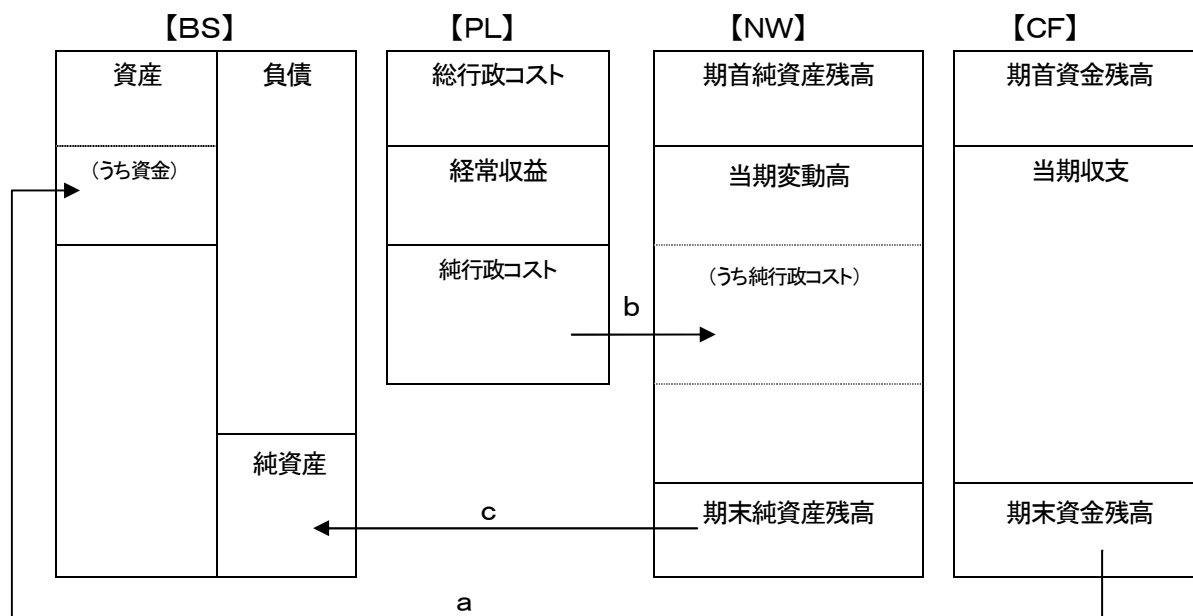 【BS】
【PL】
【NW】
【CF】
資産
負債
総行政コスト
期首純資産残高
期首資金残高
(うち資金)
経常収益
当期変動高
当期収支
純行政コスト
(うち純行政コスト)
b
純資産
c
期末純資産残高
期末資金残高
a